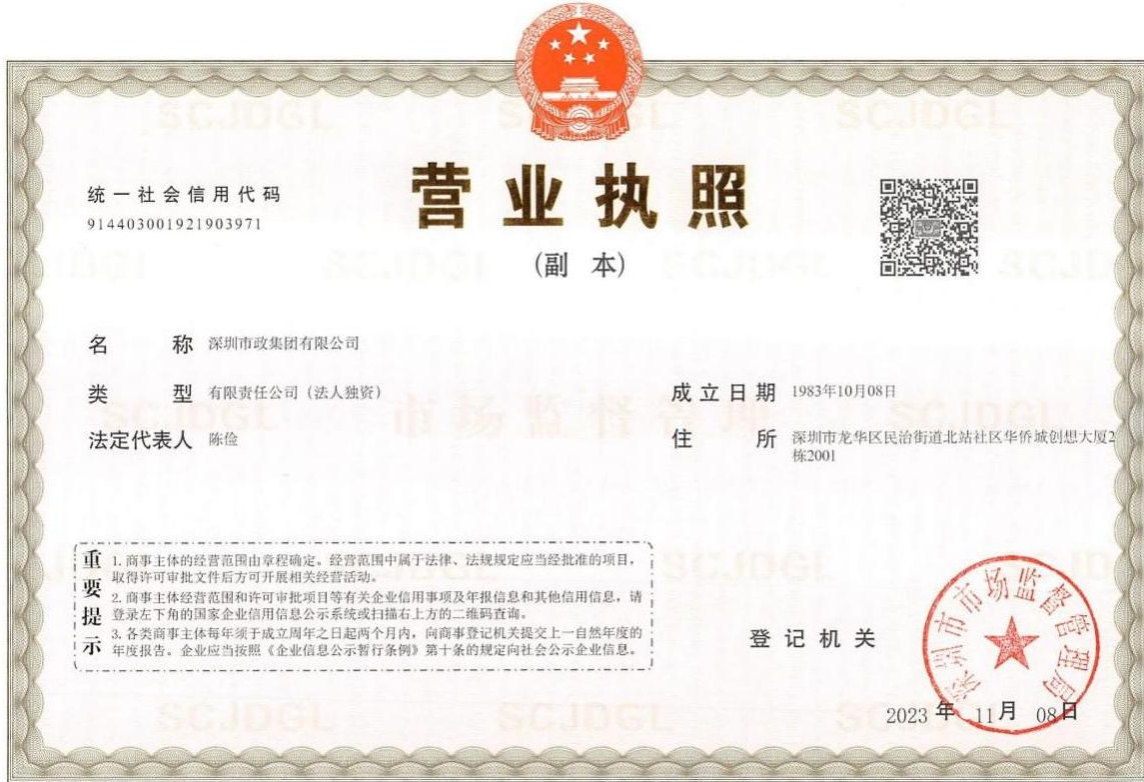 营业执照
(副 本)
统一社会信用代码
914403001921903971
名 称 深圳市政集团有限公司
类 型 有限责任公司（法人独资）
法定代表人 陈俭
成立日期 1983年10月08日
住 所 深圳市龙华区民治街道北站社区华侨城创想大厦2
栋2001
重要提示
1. 商事主体的经营范围由章程确定。经营范围中属于法律、法规规定应当经批准的项目，
取得许可审批文件后方可开展相关经营活动。
2. 商事主体经营范围和许可审批项目等有关企业信用事项及年报信息和其他信用信息，请
登录左下角的国家企业信用信息公示系统或扫描右上方的二维码查询。
3. 各类商事主体每年须于成立周年之日起两个月内，向商事登记机关提交上一自然年度的
年度报告。企业应当按照《企业信息公示暂行条例》第十条的规定向社会公示企业信息。
登记机关
深圳市市场监督管理局
2023 年 11 月 08 日
SCJDGL
市场监督管理